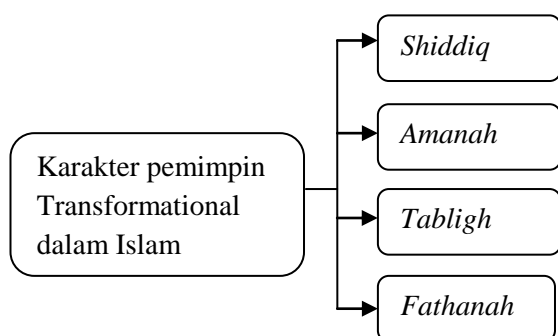 Karakter pemimpin
Transformational
dalam Islam
Shiddiq
Amanah
Tabligh
Fathanah